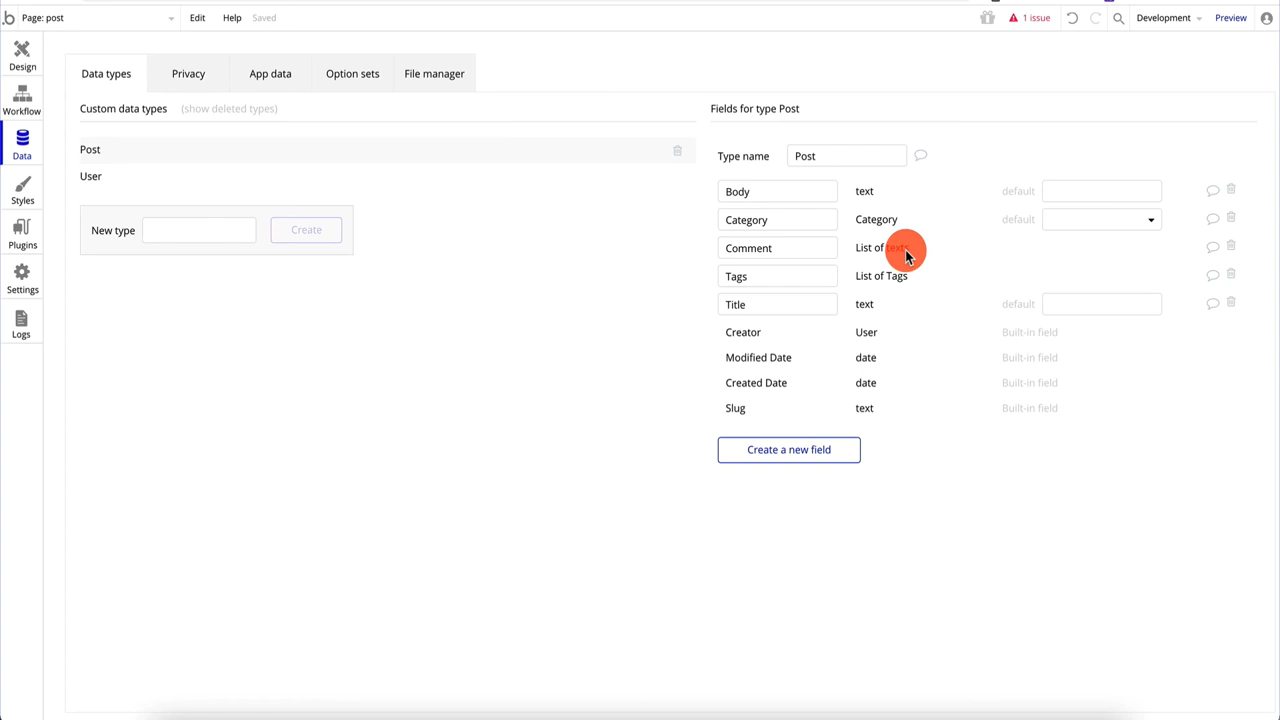 .b Page: post Edit Help Saved 1 issue Development Preview
Design
Workflow
Data
Styles
Plugins
Settings
Logs
Data types Privacy App data Option sets File manager
Custom data types (show deleted types)
Post
User
New type Create
Fields for type Post
Type name Post
Body text default
Category Category default
Comment List of texts
Tags List of Tags
Title text default
Creator User Built-in field
Modified Date date Built-in field
Created Date date Built-in field
Slug text Built-in field
Create a new field